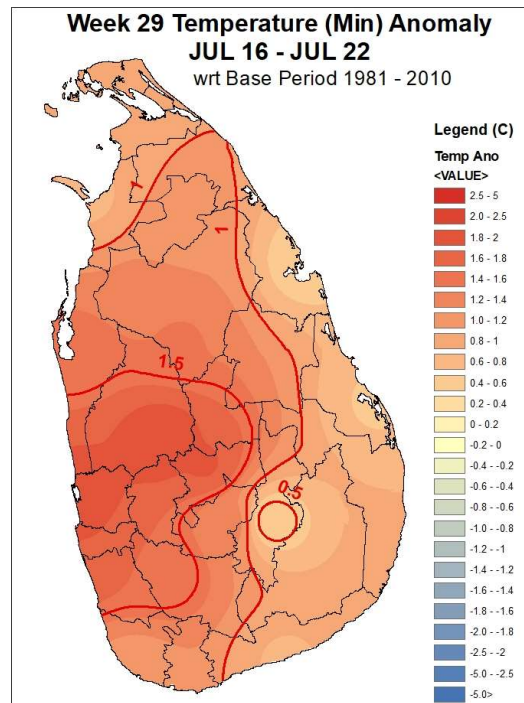 Week 29 Temperature (Min) Anomaly
JUL 16 - JUL 22
wrt Base Period 1981 - 2010
Legend (C)
Temp Ano
<VALUE>
2.5 - 5
2.0 - 2.5
1.8 - 2
1.6 - 1.8
1.4 - 1.6
1.2 - 1.4
1.0 - 1.2
0.8 - 1
0.6 - 0.8
0.4 - 0.6
0.2 - 0.4
0 - 0.2
-0.2 - 0
-0.4 - -0.2
-0.6 - -0.4
-0.8 - -0.6
-1.0 - -0.8
-1.2 - -1
-1.4 - -1.2
-1.6 - -1.4
-1.8 - -1.6
-2.0 - -1.8
-2.5 - -2
-5.0 - -2.5
-5.0>
1
1
1.5
0.5